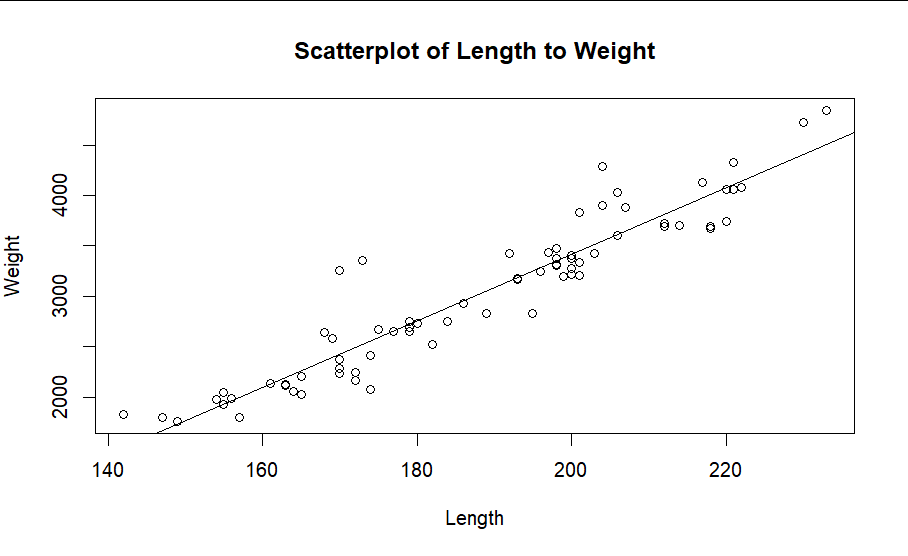 Scatterplot of Length to Weight
Weight
4000
3000
2000
140 160 180 200 220
Length